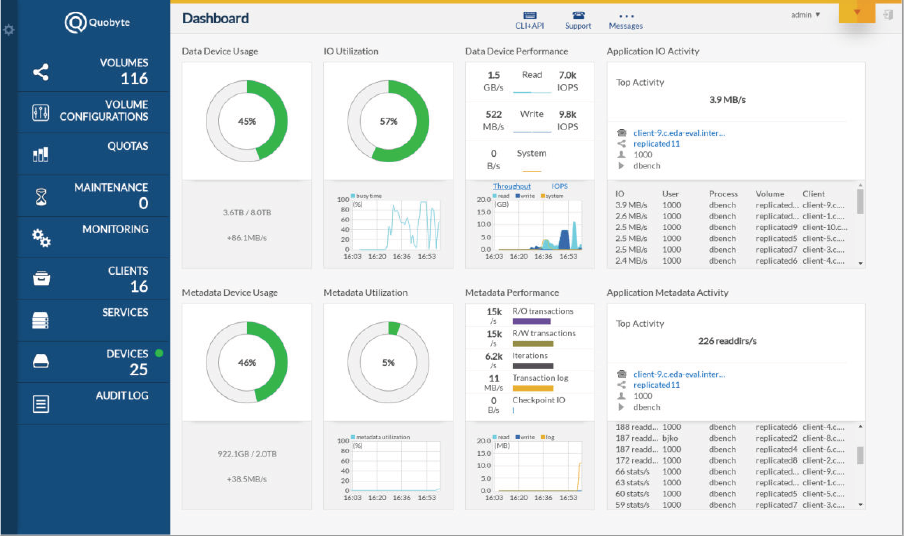 Quobyte
Dashboard
CLI+API
Support
Messages
admin
VOLUMES
116
VOLUME
CONFIGURATIONS
QUOTAS
MAINTENANCE
0
MONITORING
CLIENTS
16
SERVICES
DEVICES
25
AUDIT LOG
Data Device Usage
45%
3.6TB / 8.0TB
+86.1MB/s
IO Utilization
57%
busy time
(%)
100
80
60
40
20
0
16:03 16:20 16:36 16:53
Data Device Performance
1.5 Read 7.0k
GB/s IOPS
522 Write 9.8k
MB/s IOPS
0 System
B/s
Throughput IOPS
read write system
(GB)
20.0
15.0
10.0
5.0
0.0
16:03 16:20 16:36 16:53
Application IO Activity
Top Activity
3.9 MB/s
client-9.c.eda-eval.inter...
replicated11
1000
dbench
IO User Process Volume Client
3.9 MB/s 1000 dbench replicated... client-9.c....
2.6 MB/s 1000 dbench replicated... client-1.c....
2.5 MB/s 1000 dbench replicated9 client-10.c...
2.5 MB/s 1000 dbench replicated5 client-5.c....
2.5 MB/s 1000 dbench replicated7 client-3.c....
2.4 MB/s 1000 dbench replicated6 client-4.c....
Metadata Device Usage
46%
922.1GB / 2.0TB
+38.5MB/s
Metadata Utilization
5%
metadata utilization
(%)
100
80
60
40
20
0
16:03 16:20 16:36 16:53
Metadata Performance
15k R/O transactions
/s
15k R/W transactions
/s
6.2k Iterations
/s
11 Transaction log
MB/s
0 Checkpoint IO
B/s
read write log
(MB)
20.0
15.0
10.0
5.0
0.0
16:03 16:20 16:36 16:53
Application Metadata Activity
Top Activity
226 readdirs/s
client-9.c.eda-eval.inter...
replicated11
1000
dbench
188 readd... 1000 dbench replicated6 client-4.c....
187 readd... bjko dbench replicated2 client-8.c....
187 readd... 1000 dbench replicated4 client-6.c....
172 readd... 1000 dbench replicated8 client-2.c....
66 stats/s 1000 dbench replicated... client-9.c....
63 stats/s 1000 dbench replicated... client-1.c....
60 stats/s 1000 dbench replicated5 client-5.c....
59 stats/s 1000 dbench replicated7 client-3.c....